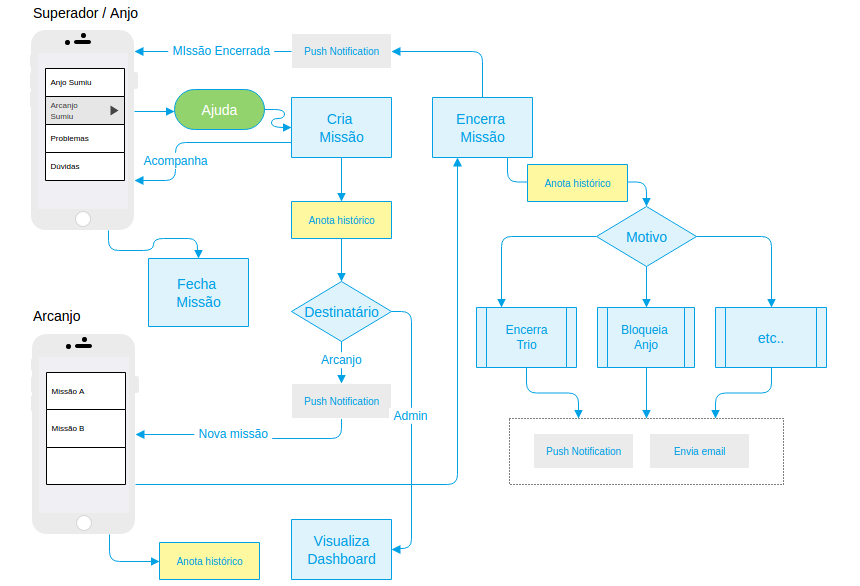 Superador / Anjo
Anjo Sumiu
Arcanjo
Sumiu
Problemas
Dúvidas
MIssão Encerrada
Push Notification
Ajuda
Cria
Missão
Encerra
Missão
Acompanha
Anota histórico
Anota histórico
Motivo
Fecha
Missão
Destinatário
Arcanjo
Encerra
Trio
Bloqueia
Anjo
etc..
Arcanjo
Push Notification
Admin
Missão A
Missão B
Nova missão
Push Notification
Envia email
Anota histórico
Visualiza
Dashboard